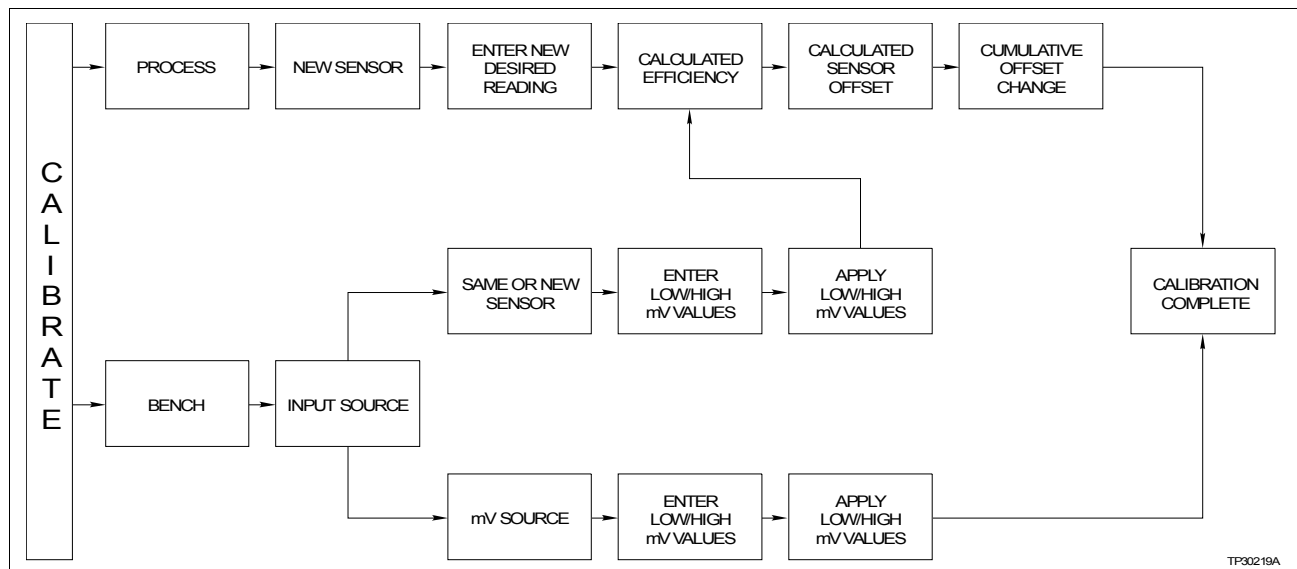 CALIBRATE
PROCESS
NEW SENSOR
ENTER NEW
DESIRED
READING
CALCULATED
EFFICIENCY
CALCULATED
SENSOR
OFFSET
CUMULATIVE
OFFSET
CHANGE
SAME OR NEW
SENSOR
ENTER
LOW/HIGH
mV VALUES
APPLY
LOW/HIGH
mV VALUES
CALIBRATION
COMPLETE
BENCH
INPUT SOURCE
mV SOURCE
ENTER
LOW/HIGH
mV VALUES
APPLY
LOW/HIGH
mV VALUES
TP30219A